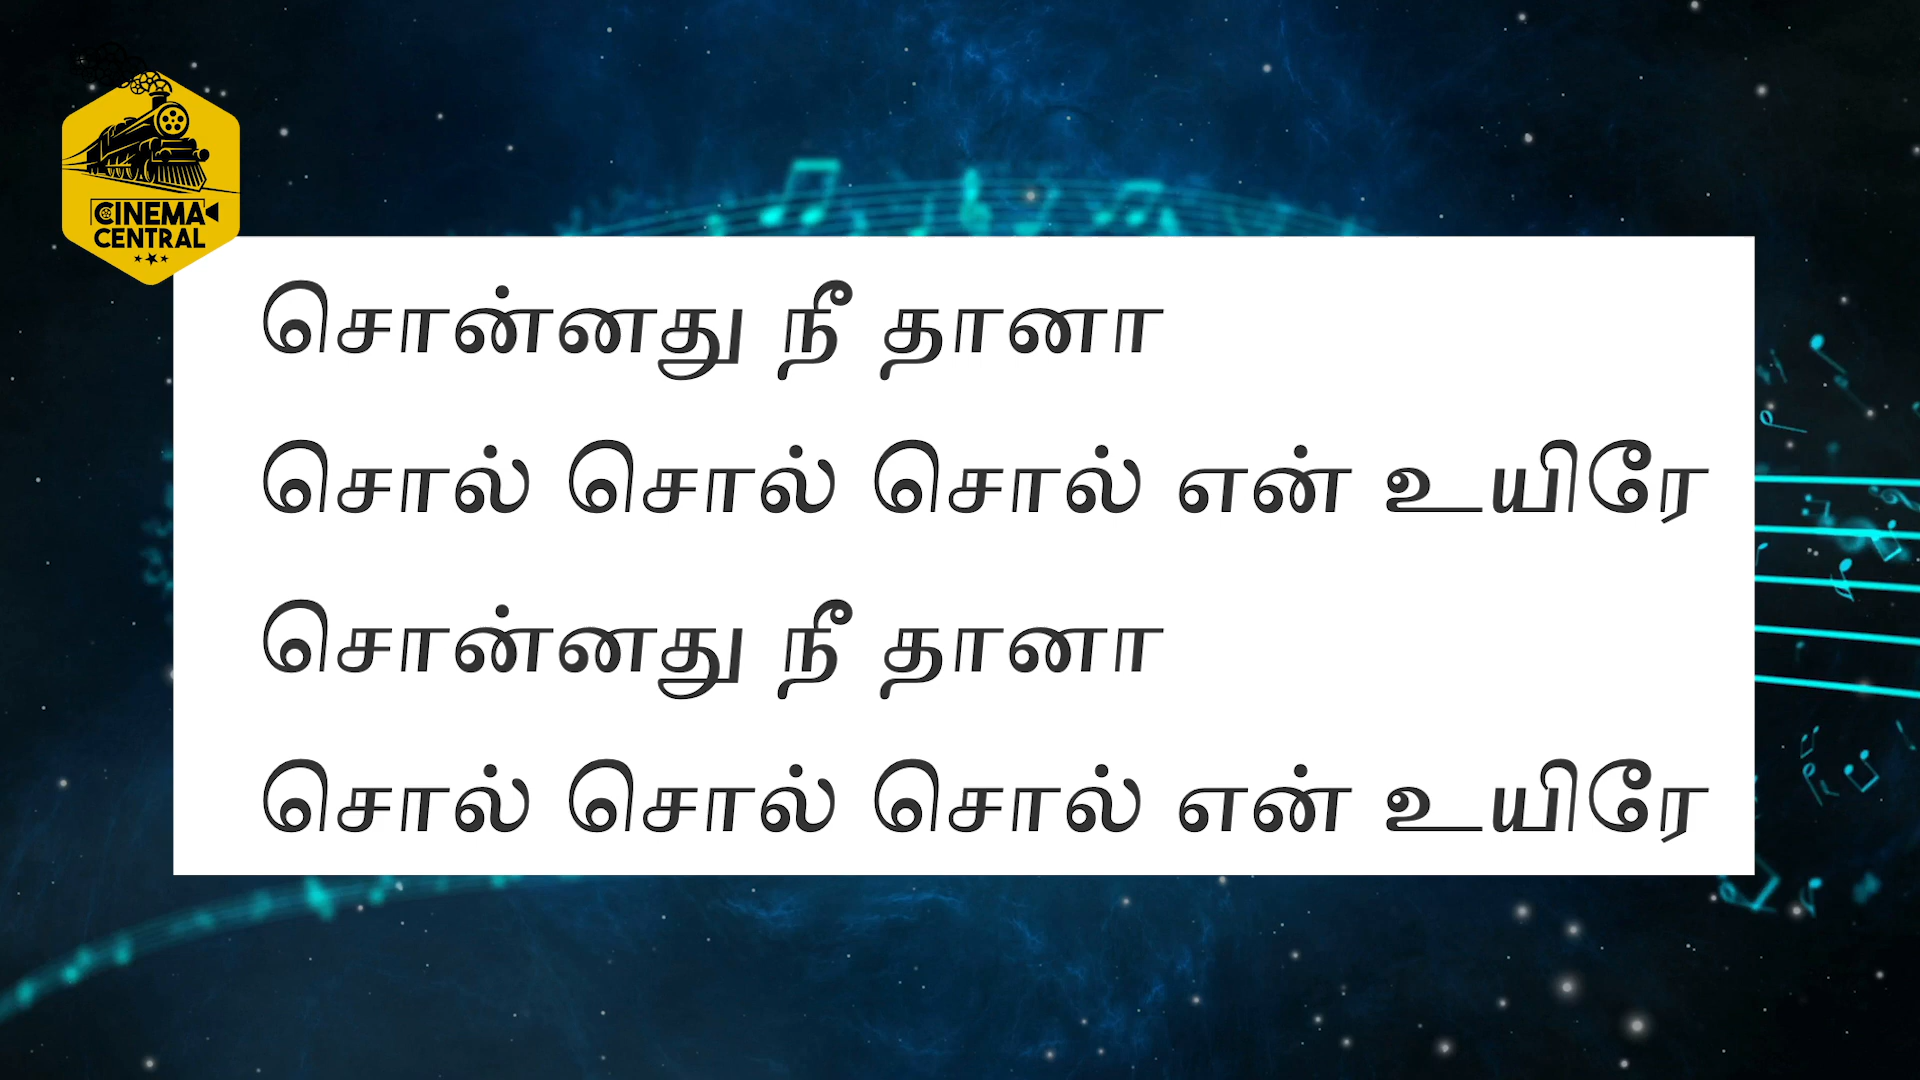 CINEMA
CENTRAL
சொன்னது நீ தானா
சொல் சொல் சொல் என் உயிரே
சொன்னது நீ தானா
சொல் சொல் சொல் என் உயிரே